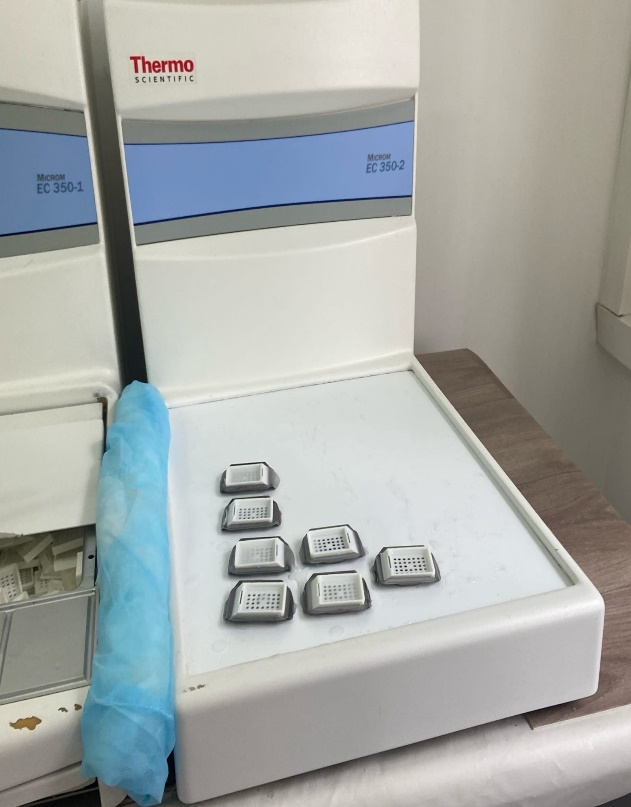 Thermo
SCIENTIFIC
MICROM
EC 350-1
MICROM
EC 350-2